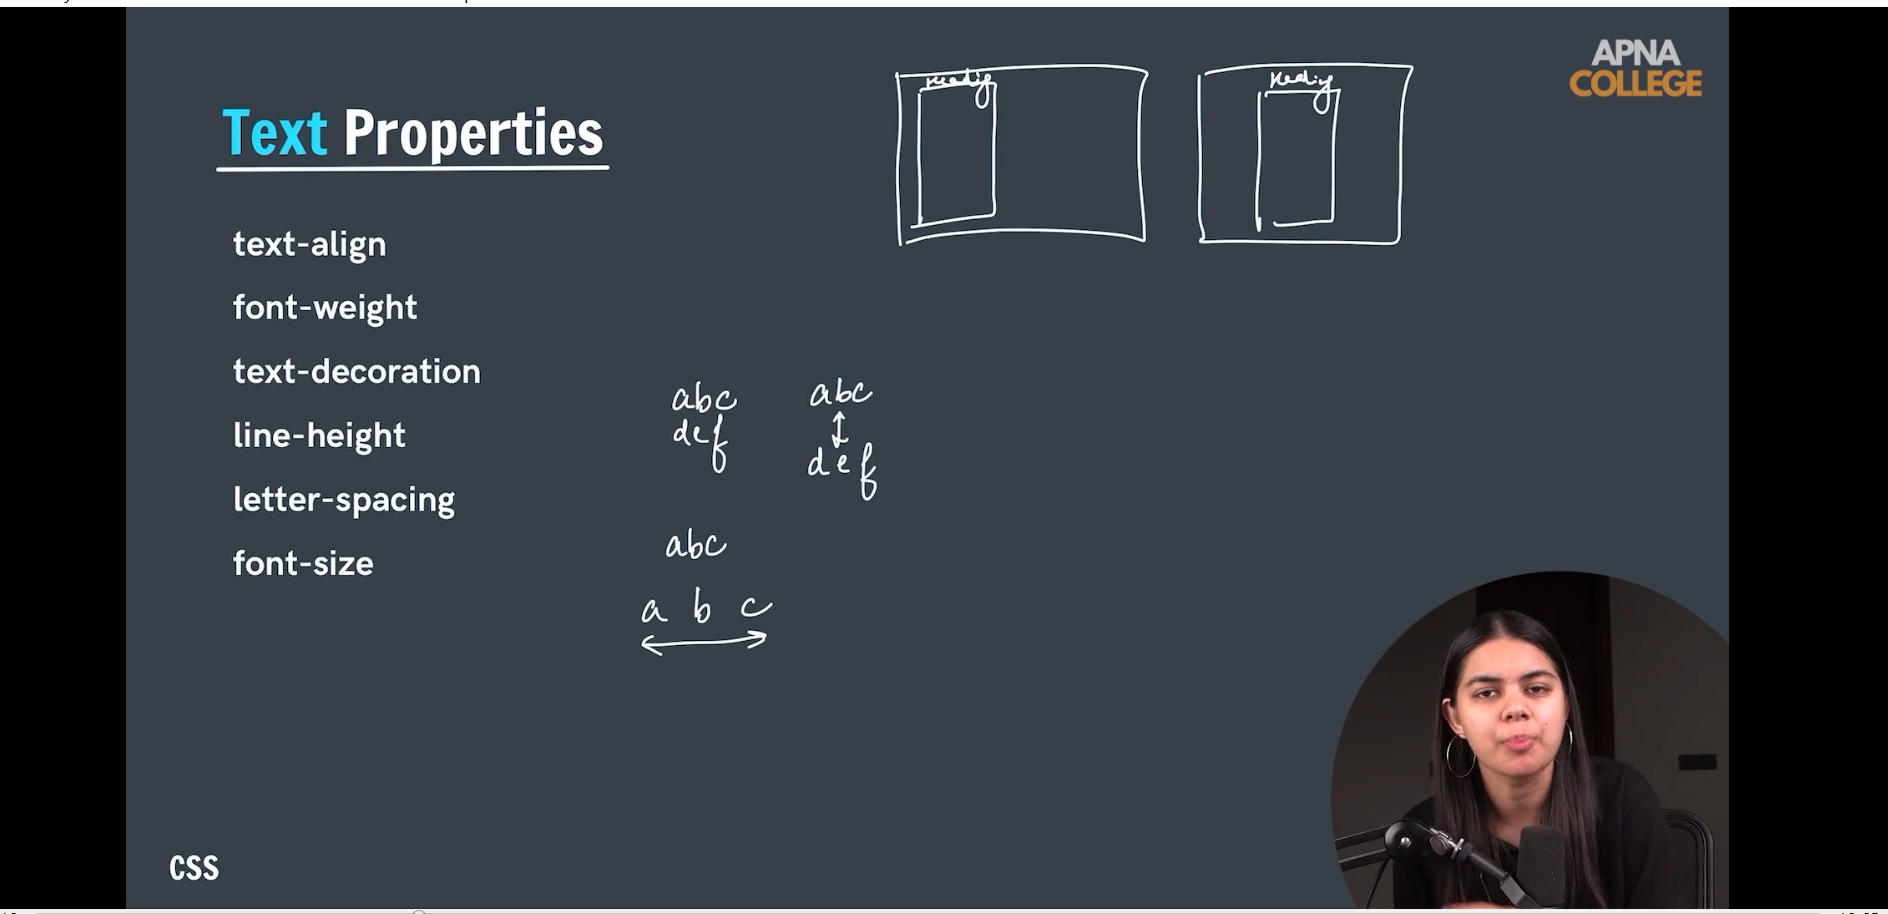 APNA
COLLEGE
Heading
Heading
Text Properties
text-align
font-weight
text-decoration
line-height
letter-spacing
font-size
abc
def
abc
def
abc
a b c
CSS